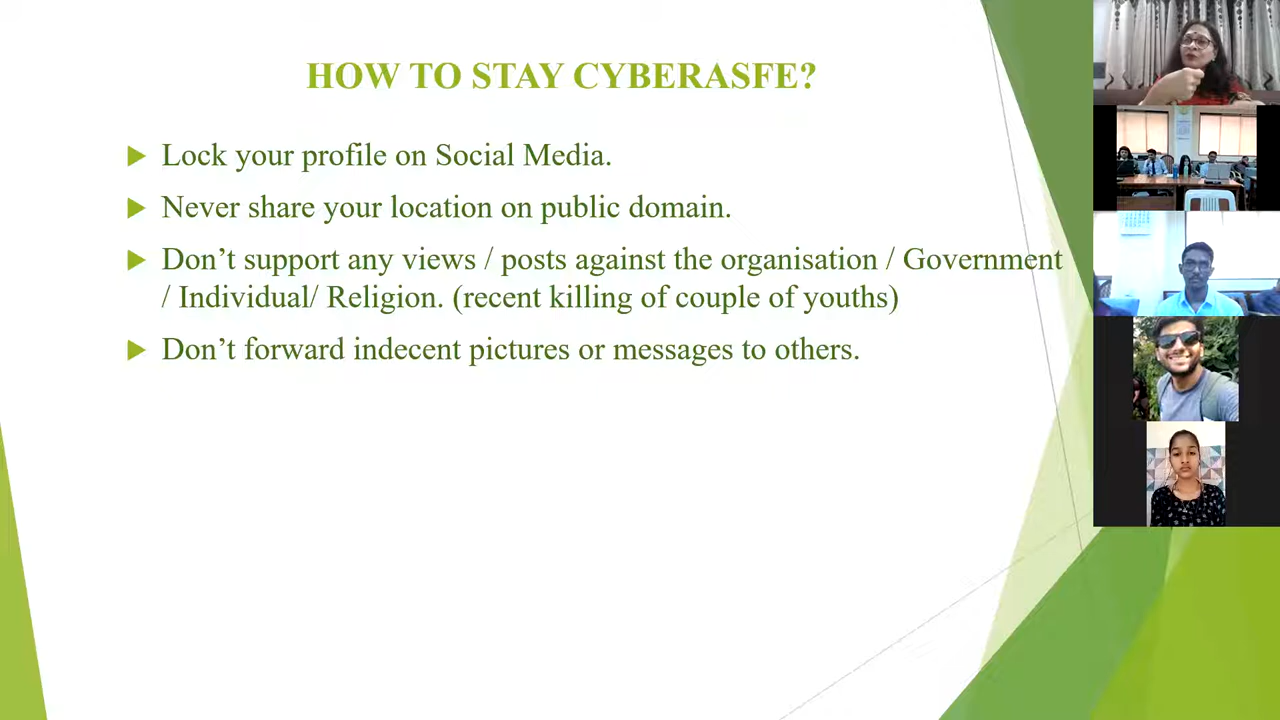 HOW TO STAY CYBERASFE?
Lock your profile on Social Media.
Never share your location on public domain.
Don’t support any views / posts against the organisation / Government
/ Individual/ Religion. (recent killing of couple of youths)
Don’t forward indecent pictures or messages to others.